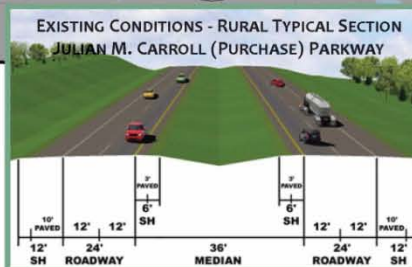 EXISTING CONDITIONS - RURAL TYPICAL SECTION
JULIAN M. CARROLL (PURCHASE) PARKWAY
3' PAVED 3' PAVED
10' PAVED 12' 12' 6' SH 6' SH 12' 12' 10' PAVED
12' SH 24' ROADWAY 36' MEDIAN 24' ROADWAY 12' SH